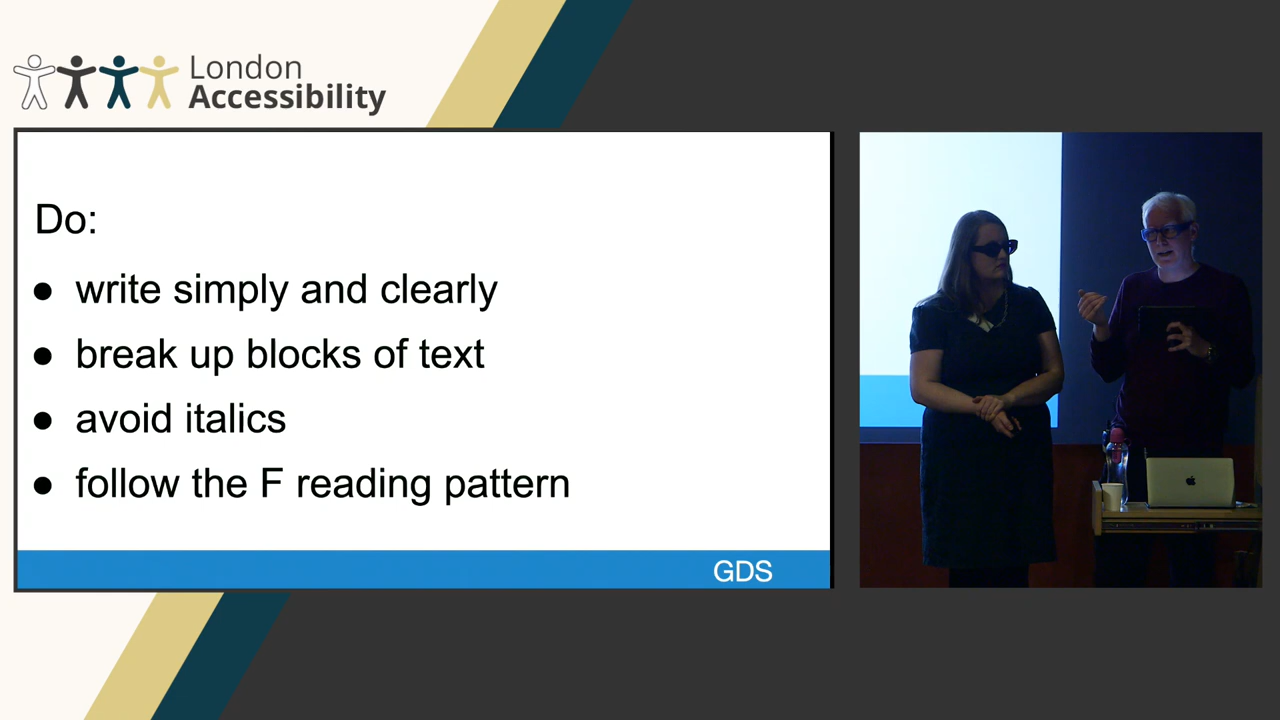 London
Accessibility
Do:
● write simply and clearly
● break up blocks of text
● avoid italics
● follow the F reading pattern
GDS